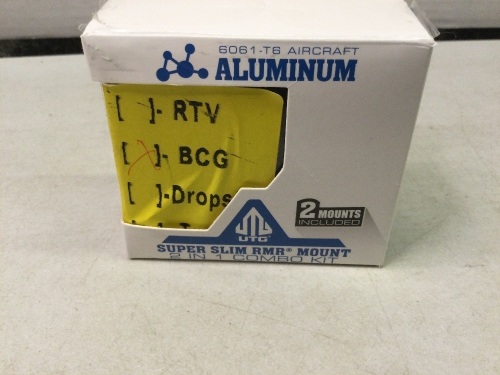 6061-T6 AIRCRAFT
ALUMINUM
[ ]- RTV
[X]- BCG
[ ]-Drops
2 MOUNTS
INCLUDED
UTG®
SUPER SLIM RMR® MOUNT
2 IN 1 COMBO KIT